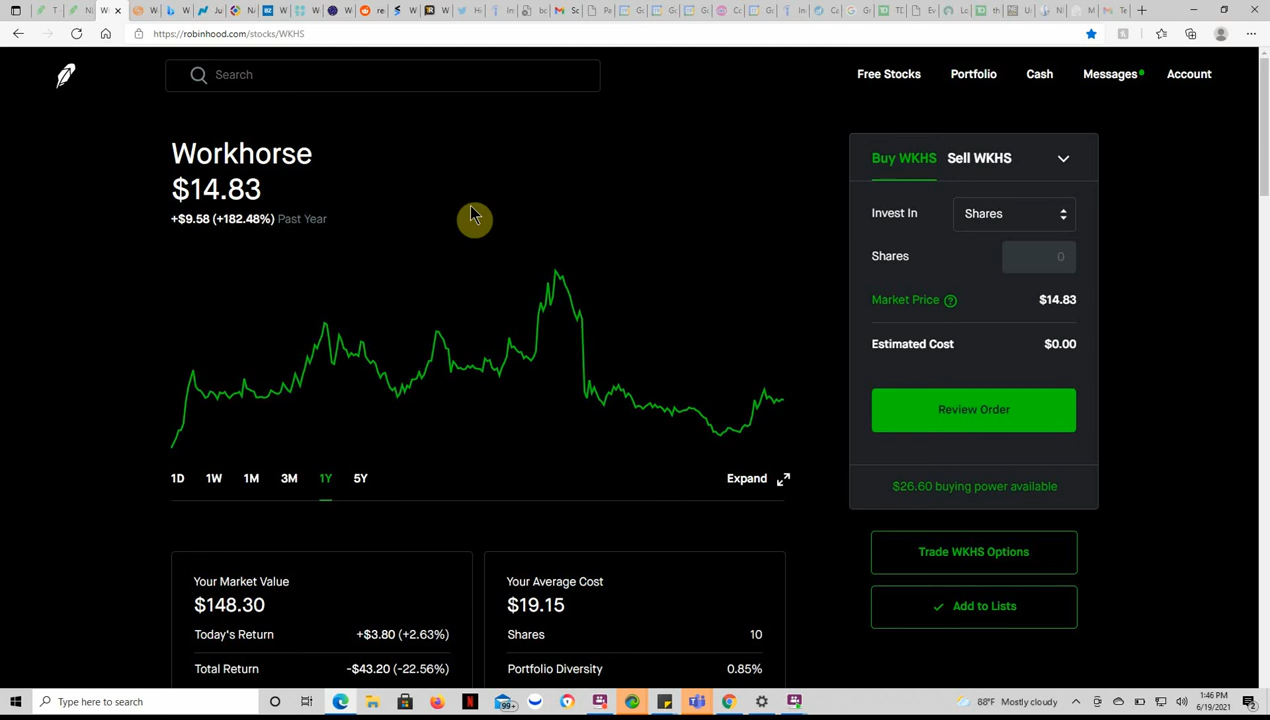 https://robinhood.com/stocks/WKHS
Search
Free Stocks
Portfolio
Cash
Messages
Account
Workhorse
$14.83
+$9.58 (+182.48%) Past Year
1D 1W 1M 3M 1Y 5Y
Expand
Your Market Value
$148.30
Today's Return +$3.80 (+2.63%)
Total Return -$43.20 (-22.56%)
Your Average Cost
$19.15
Shares 10
Portfolio Diversity 0.85%
Buy WKHS Sell WKHS
Invest In Shares
Shares 0
Market Price ? $14.83
Estimated Cost $0.00
Review Order
$26.60 buying power available
Trade WKHS Options
Add to Lists
Type here to search
99+
88°F Mostly cloudy
1:46 PM
6/19/2021
2